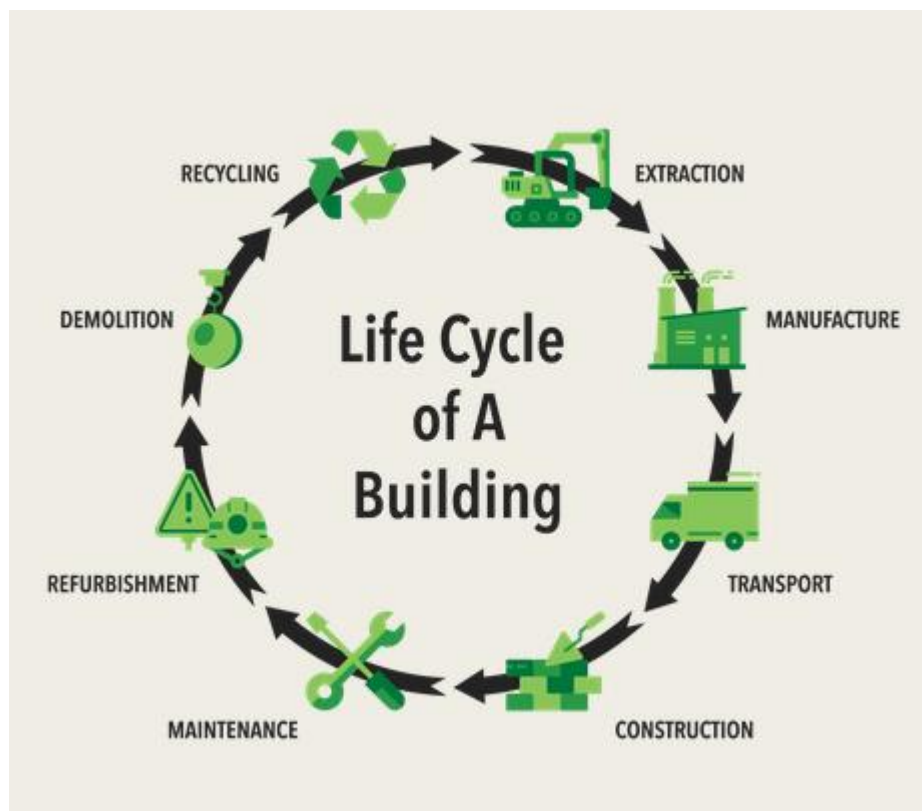 RECYCLING
EXTRACTION
DEMOLITION
MANUFACTURE
Life Cycle
of A
Building
REFURBISHMENT
TRANSPORT
MAINTENANCE
CONSTRUCTION